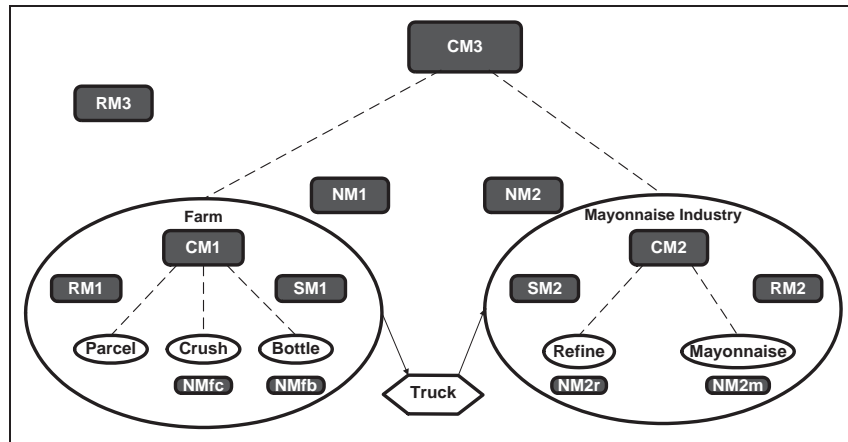 CM3
RM3
NM1
NM2
Farm
Mayonnaise Industry
CM1
CM2
RM1
SM1
SM2
RM2
Parcel
Crush
Bottle
Refine
Mayonnaise
NMfc
NMfb
Truck
NM2r
NM2m